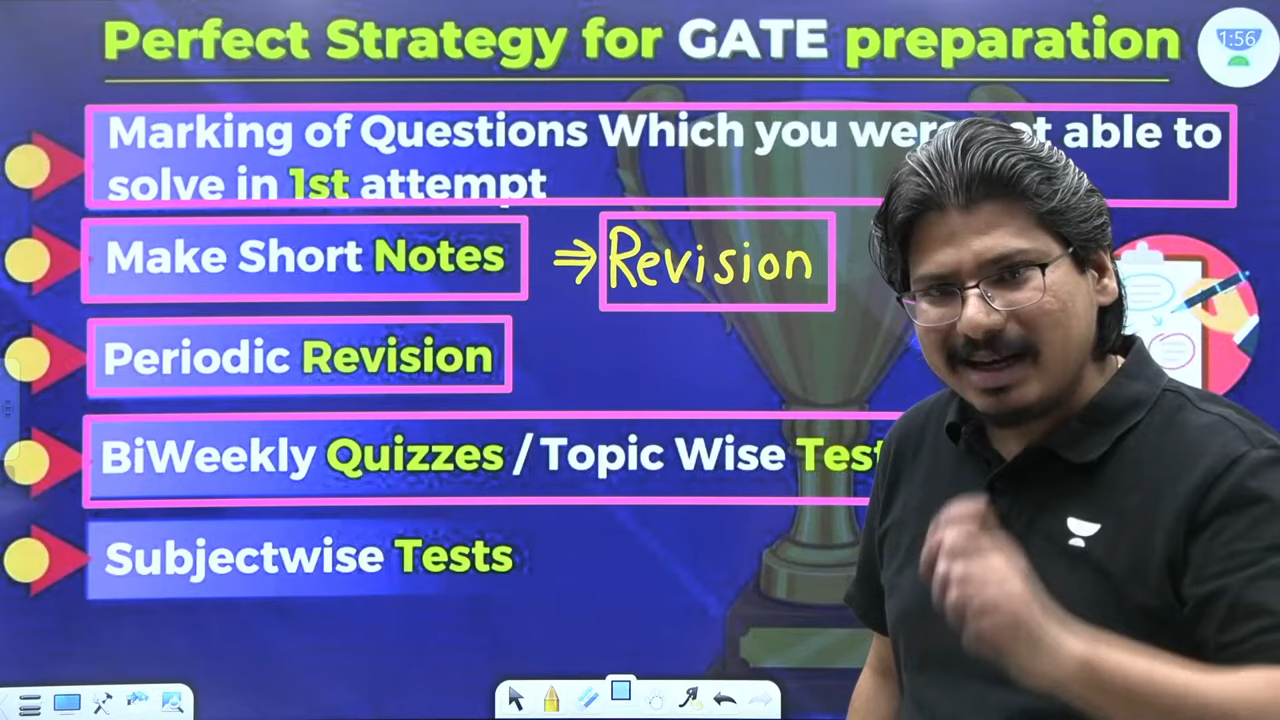 Perfect Strategy for GATE preparation
1:56
Marking of Questions Which you were able to
solve in 1st attempt
Make Short Notes ⇒ Revision
Periodic Revision
BiWeekly Quizzes / Topic Wise
Subjectwise Tests